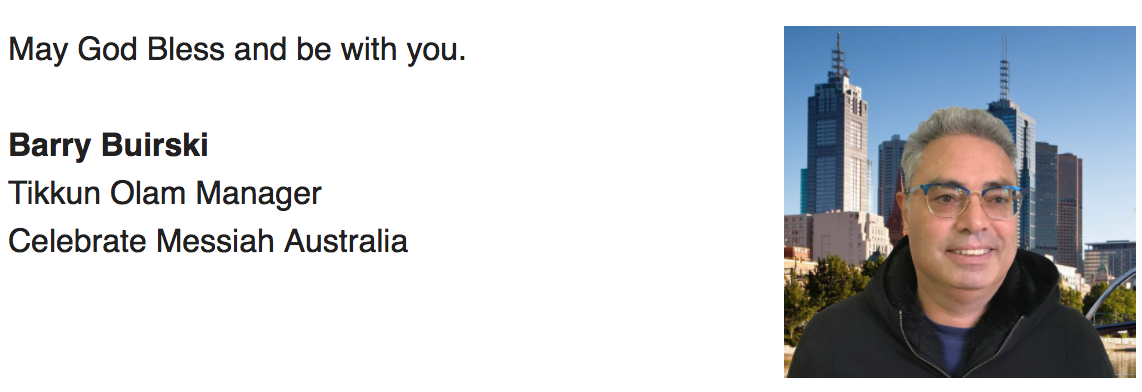 May God Bless and be with you.
Barry Buirski
Tikkun Olam Manager
Celebrate Messiah Australia